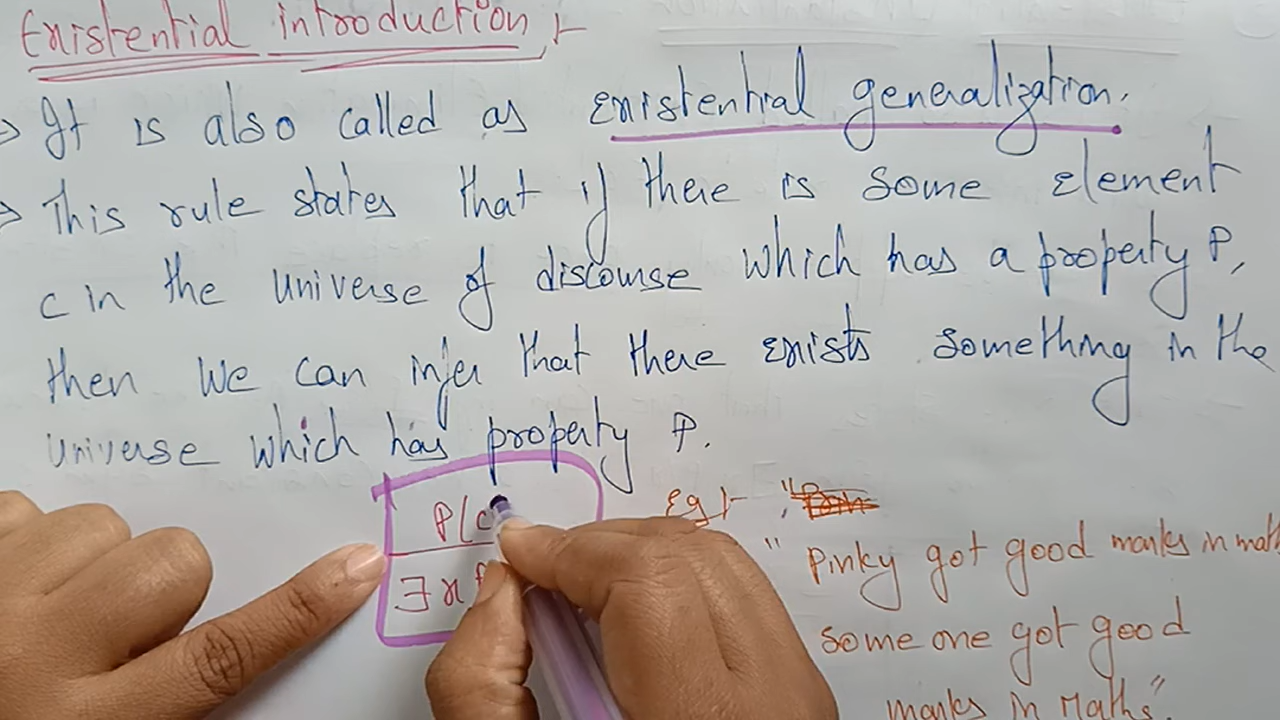 Existential introduction :-
→ It is also called as Existential generalization.
→ This rule states that if there is some Element
c in the universe of discourse which has a property P,
then we can infer that there exists something in the
universe which has property P.
P(c
∃x P
Eg:- "
"Pinky got good marks in math
some one got good
marks in Maths".